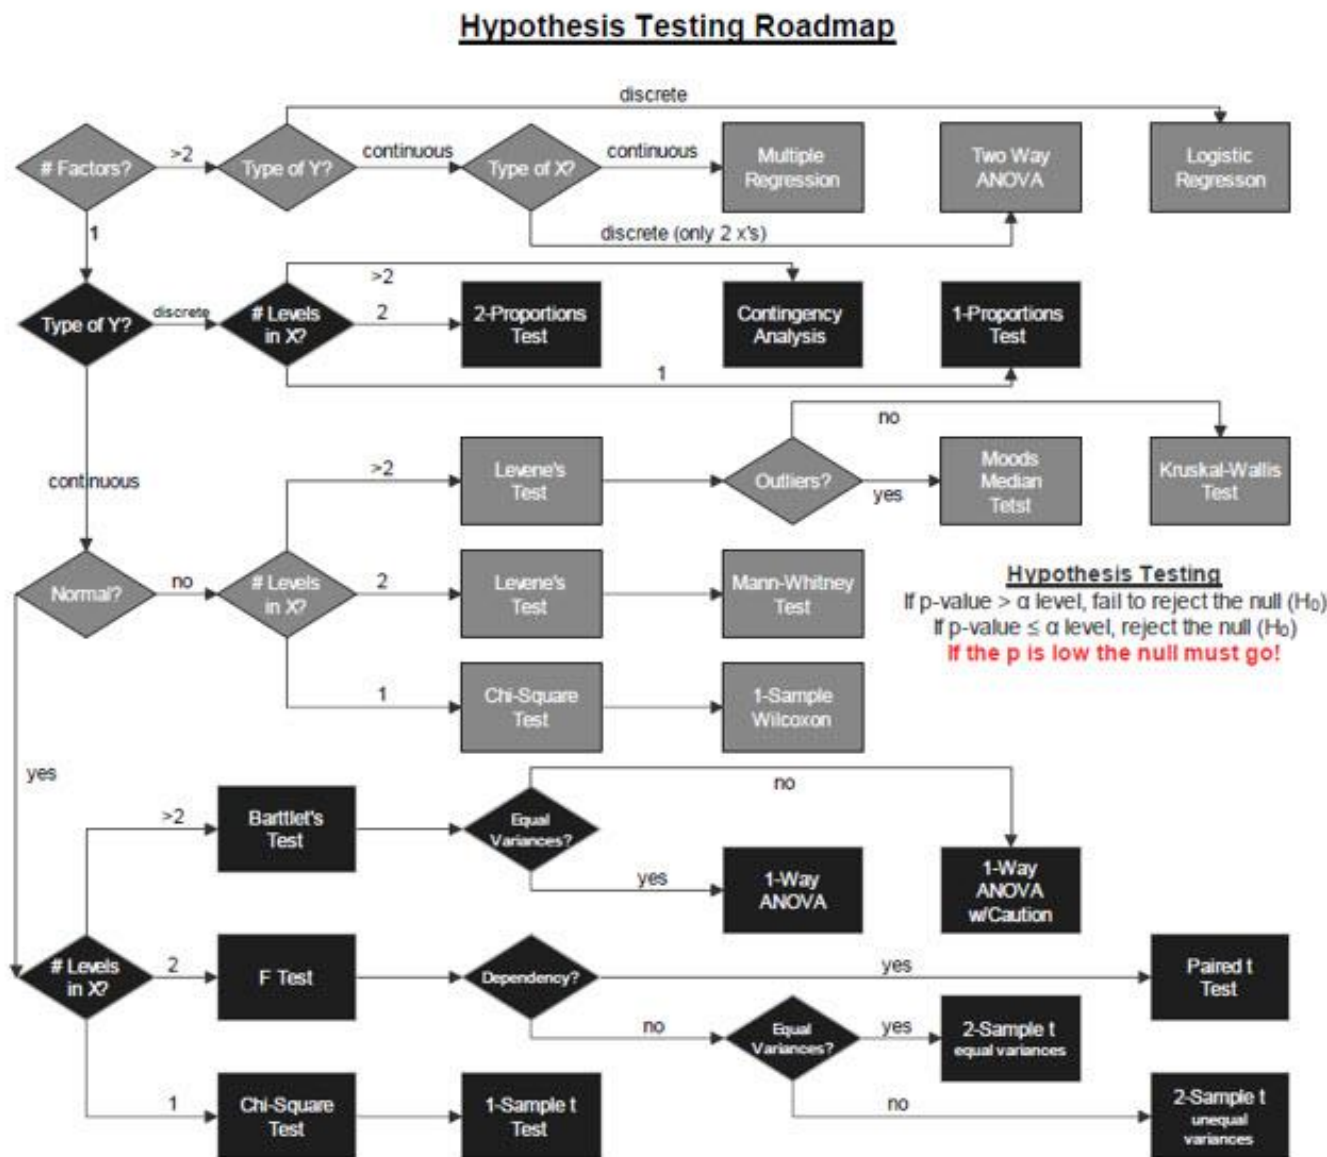 Hypothesis Testing Roadmap
discrete
# Factors?
>2
Type of Y?
continuous
Type of X?
continuous
Multiple
Regression
Two Way
ANOVA
Logistic
Regresson
1
discrete (only 2 x's)
Type of Y?
discrete
# Levels
in X?
>2
2
2-Proportions
Test
Contingency
Analysis
1-Proportions
Test
1
continuous
no
>2
Levene's
Test
Outliers?
yes
Moods
Median
Tetst
Kruskal-Wallis
Test
Normal?
no
# Levels
in X?
2
Levene's
Test
Mann-Whitney
Test
1
Chi-Square
Test
1-Sample
Wilcoxon
Hypothesis Testing
If p-value > α level, fail to reject the null (H₀)
If p-value ≤ α level, reject the null (H₀)
If the p is low the null must go!
yes
>2
Barttlet's
Test
Equal
Variances?
no
yes
1-Way
ANOVA
1-Way
ANOVA
w/Caution
# Levels
in X?
2
F Test
Dependency?
yes
Paired t
Test
no
Equal
Variances?
yes
2-Sample t
equal variances
no
2-Sample t
unequal
variances
1
Chi-Square
Test
1-Sample t
Test